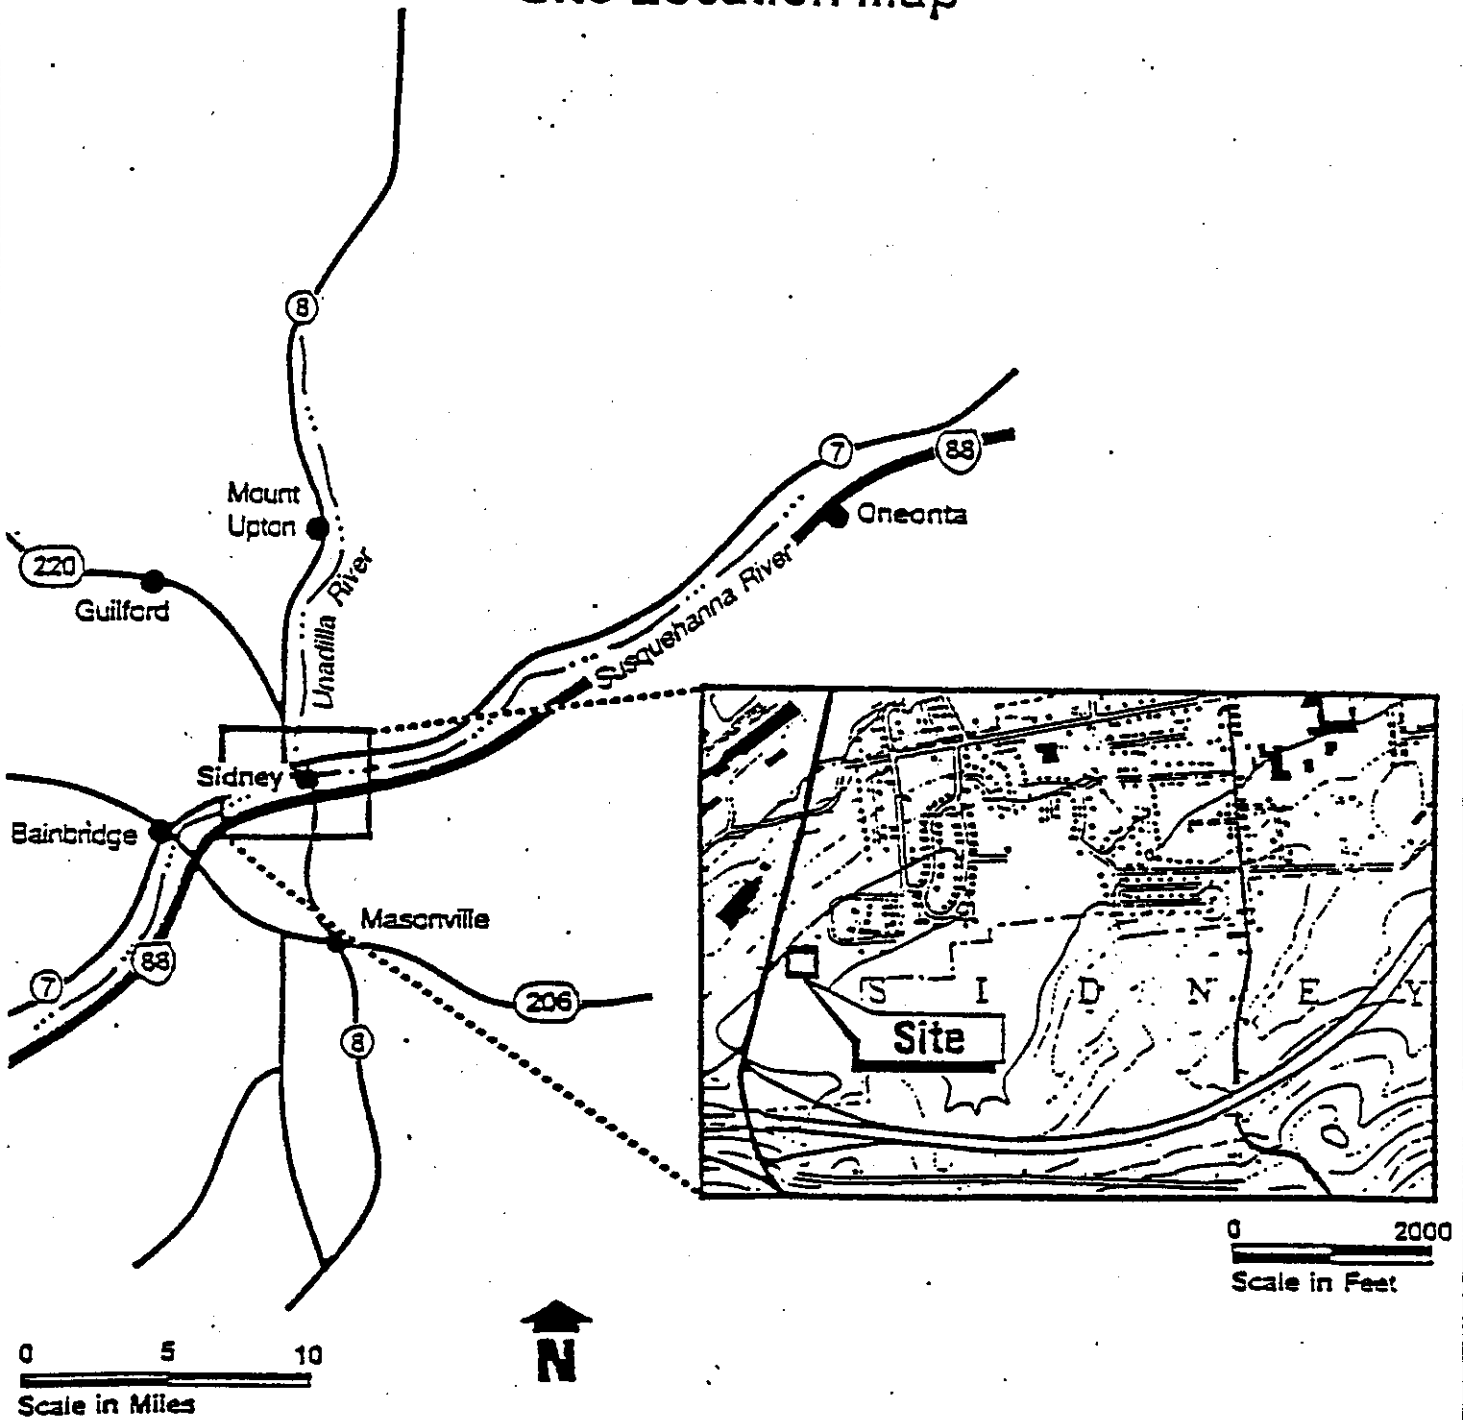 Site Location Map
8
7
88
Mount
Upton
Oneonta
220
Guilford
Unadilla River
Susquehanna River
Sidney
Bainbridge
Masonville
88
7
206
8
S I D N E Y
Site
0 2000
Scale in Feet
N
0 5 10
Scale in Miles